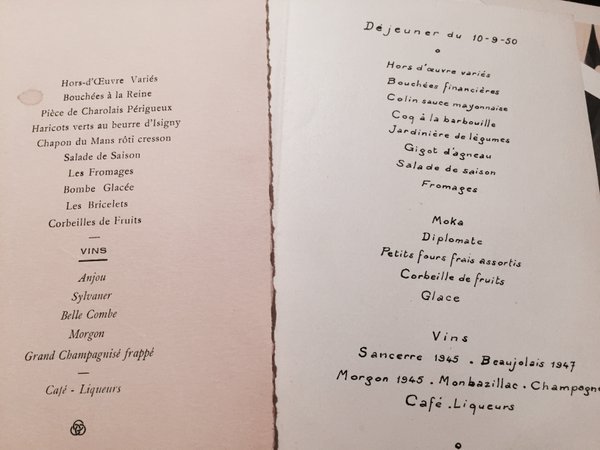 Hors-d'Œuvre Variés
Bouchées à la Reine
Pièce de Charolais Périgueux
Haricots verts au beurre d'Isigny
Chapon du Mans rôti cresson
Salade de Saison
Les Fromages
Bombe Glacée
Les Bricelets
Corbeilles de Fruits
VINS
Anjou
Sylvaner
Belle Combe
Morgon
Grand Champagnisé frappé
Café - Liqueurs
Déjeuner du 10-9-50
Hors d'œuvre variés
Bouchées financières
Colin sauce mayonnaise
Coq à la barbouille
Jardinière de légumes
Gigot d'agneau
Salade de saison
Fromages
Moka
Diplomate
Petits fours frais assortis
Corbeille de fruits
Glace
Vins
Sancerre 1945 . Beaujolais 1947
Morgon 1945 . Monbazillac . Champagne
Café . Liqueurs